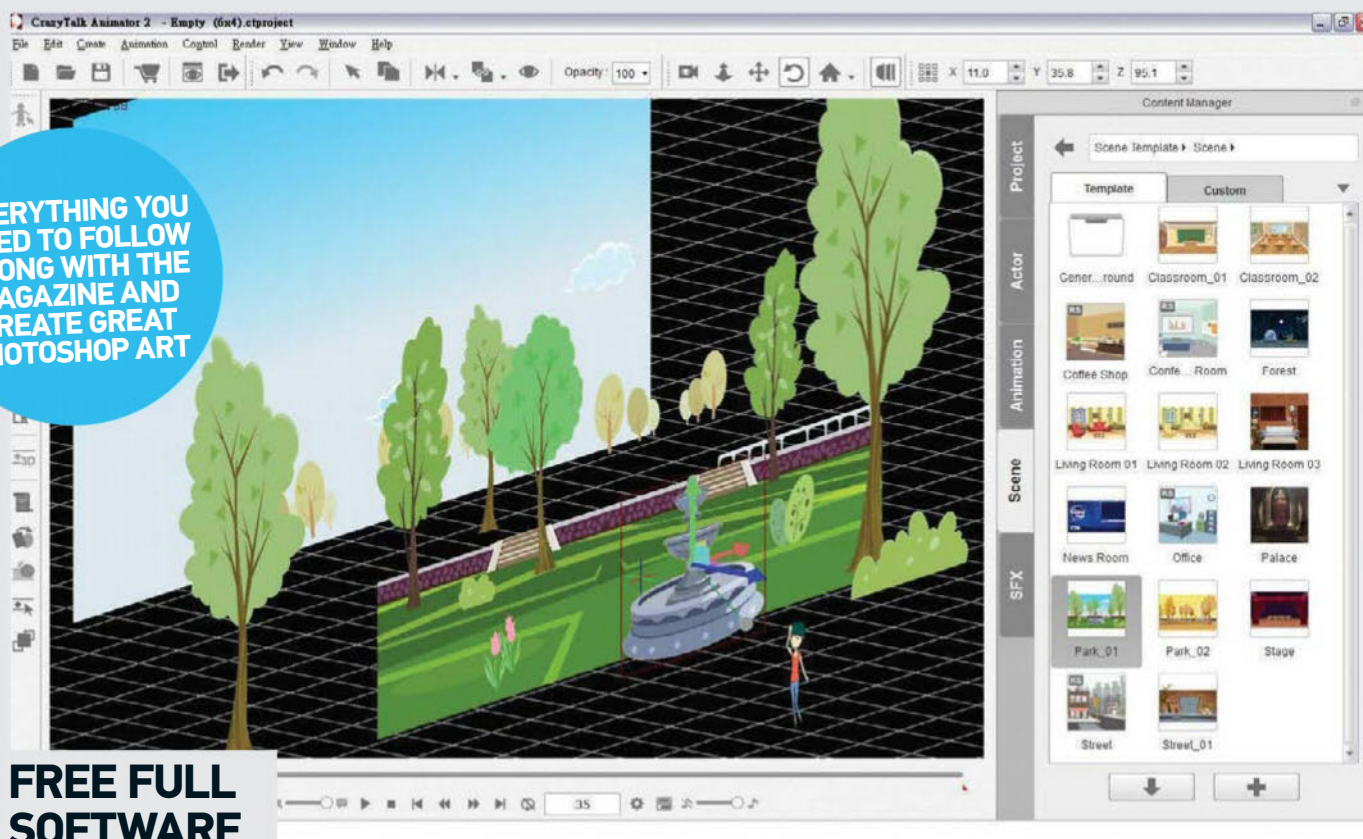 CrazyTalk Animator 2 - Empty (6x4).ctproject
File Edit Create Animation Control Render View Window Help
Opacity: 100 X 11.0 Y 35.8 Z 95.1
Content Manager
Scene Template Scene
Template Custom
Project
Actor
Animation
Scene
SFX
Gener...round Classroom_01 Classroom_02
Coffee Shop Confe... Room Forest
Living Room 01 Living Room 02 Living Room 03
News Room Office Palace
Park_01 Park_02 Stage
Street Street_01
ERYTHING YOU
ED TO FOLLOW
ONG WITH THE
AGAZINE AND
REATE GREAT
HOTOSHOP ART
3D
35
FREE FULL
SOFTWARE